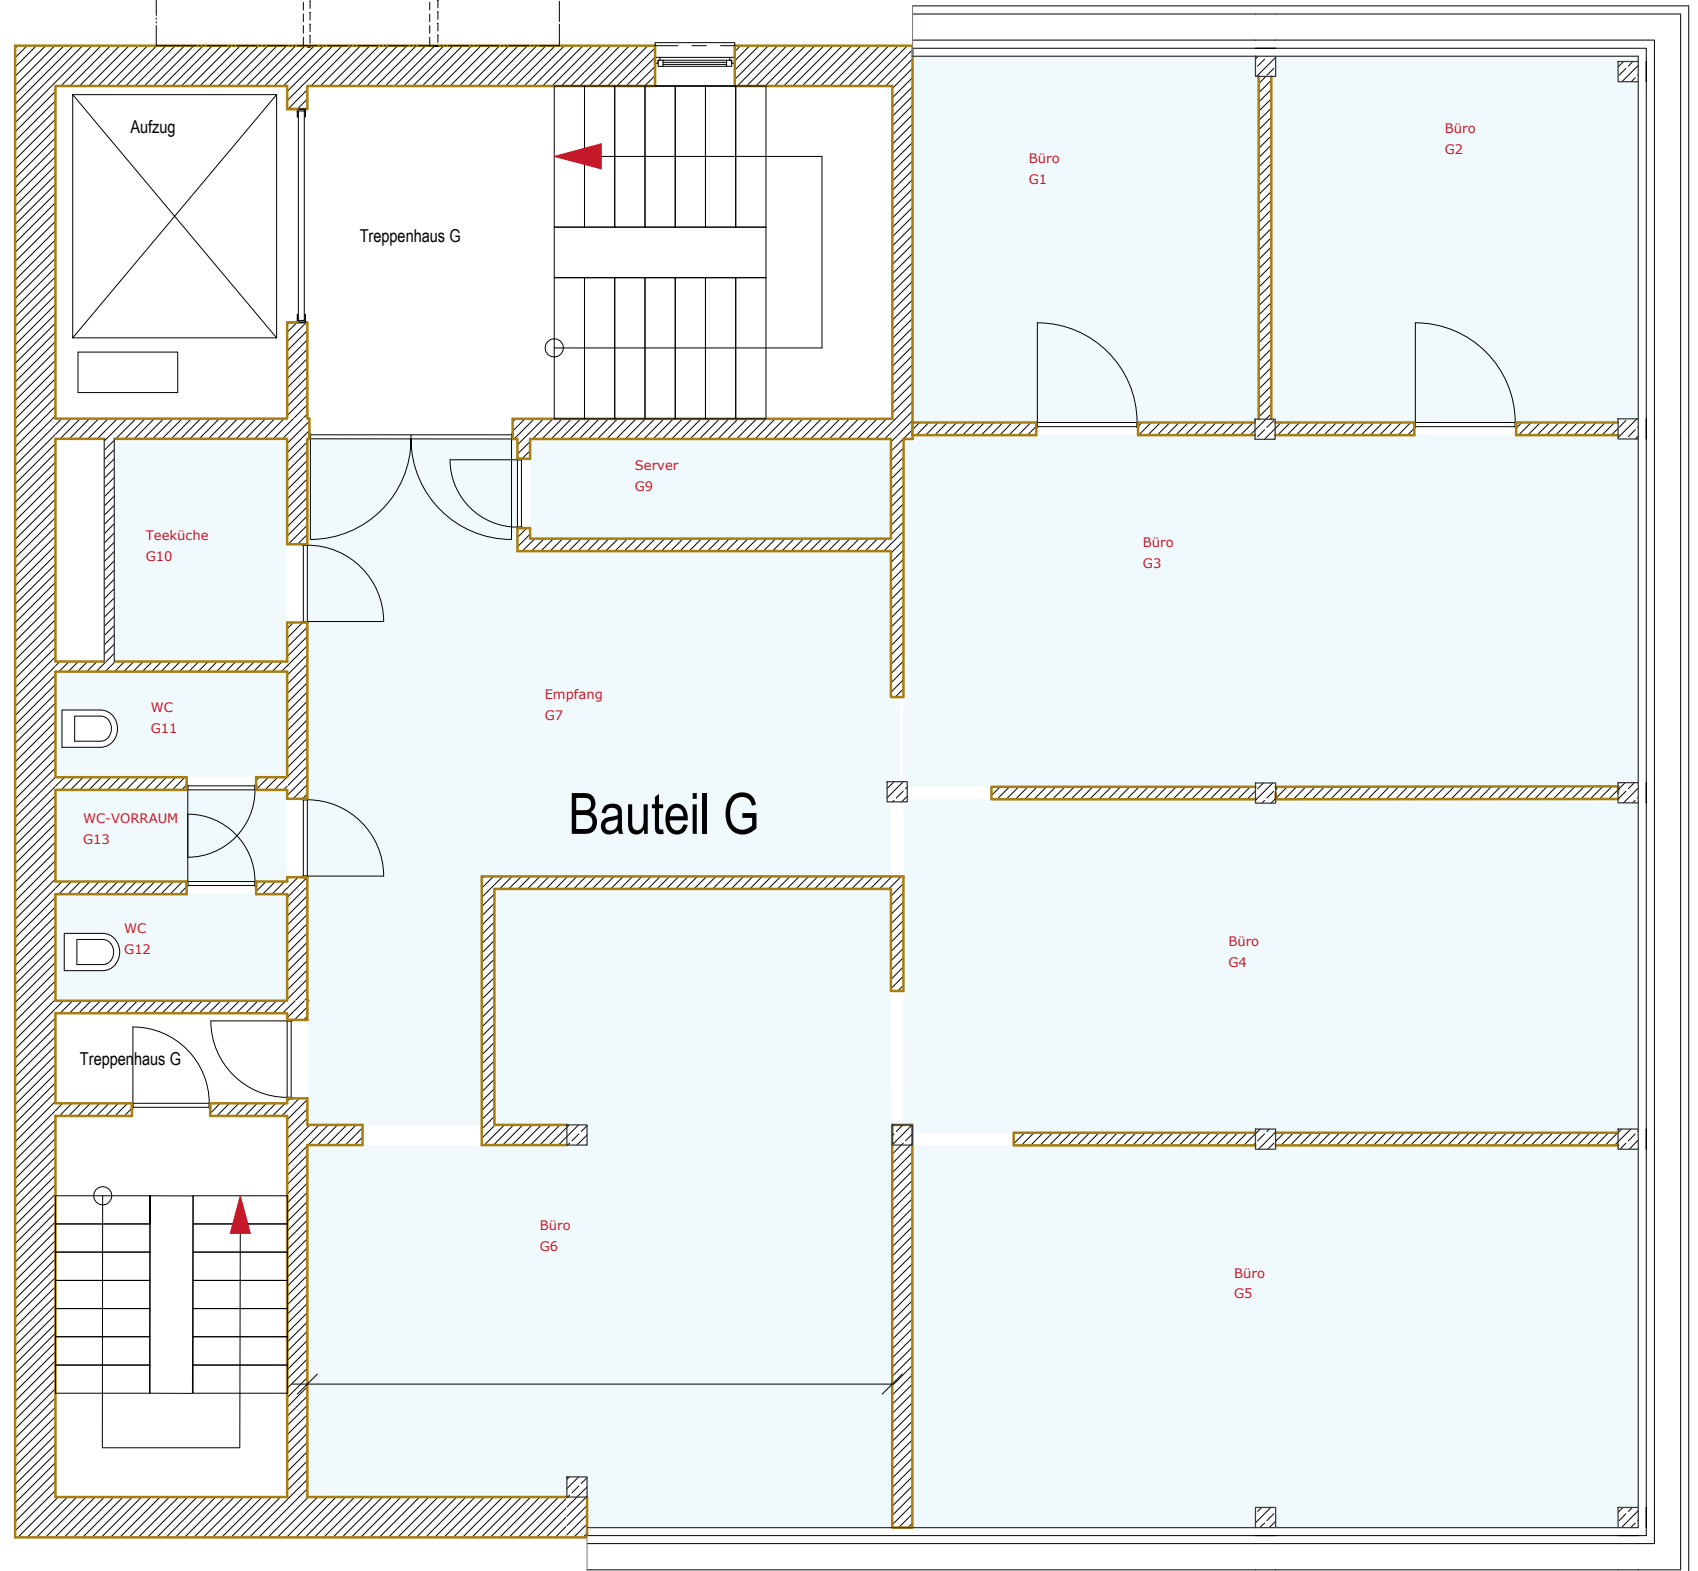 Aufzug
Treppenhaus G
Büro
G1
Büro
G2
Server
G9
Teeküche
G10
Büro
G3
WC
G11
Empfang
G7
WC-VORRAUM
G13
Bauteil G
WC
G12
Büro
G4
Treppenhaus G
Büro
G6
Büro
G5